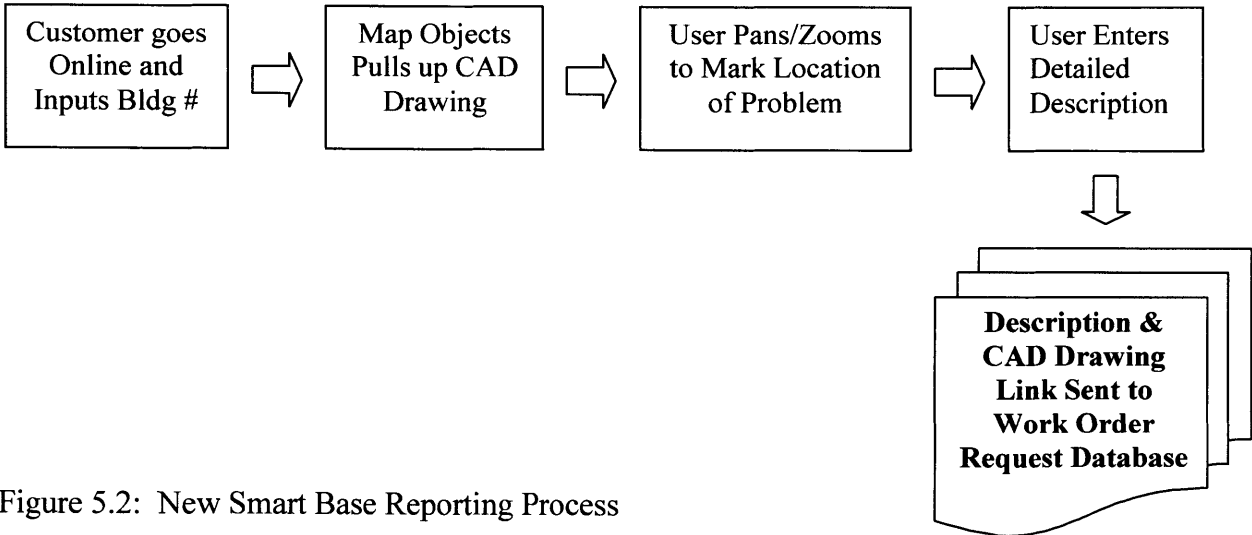 Customer goes
Online and
Inputs Bldg #
Map Objects
Pulls up CAD
Drawing
User Pans/Zooms
to Mark Location
of Problem
User Enters
Detailed
Description
Description &
CAD Drawing
Link Sent to
Work Order
Request Database
Figure 5.2: New Smart Base Reporting Process